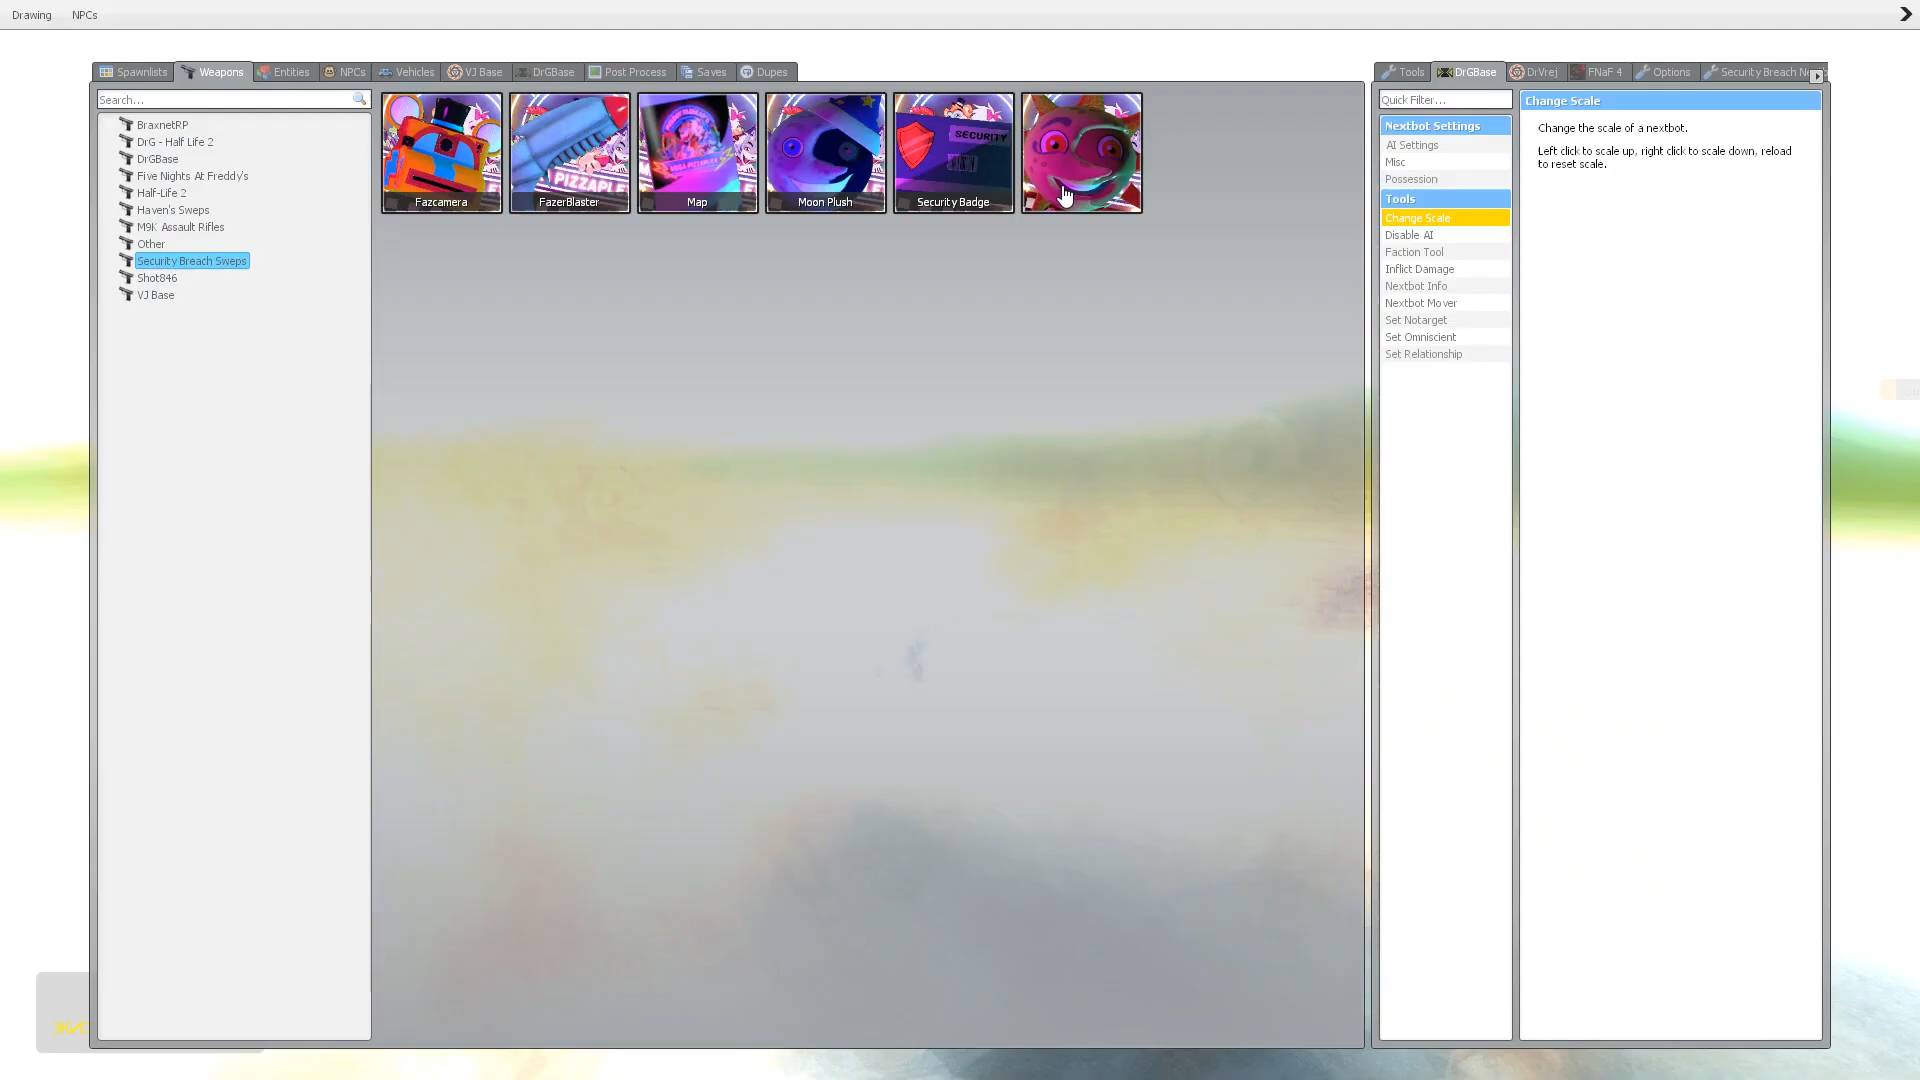 Drawing NPCs
Spawnlists Weapons Entities NPCs Vehicles VJ Base DrGBase Post Process Saves Dupes
Search...
BraxnetRP
DrG - Half Life 2
DrGBase
Five Nights At Freddy's
Half-Life 2
Haven's Sweps
M9K Assault Rifles
Other
Security Breach Sweps
Shot846
VJ Base
PIZZAPLE
SECURITY
Fazcamera
FazerBlaster
Map
Moon Plush
Security Badge
Tools DrGBase DrVrej FNaF 4 Options Security Breach
Quick Filter...
Nextbot Settings
AI Settings
Misc
Possession
Tools
Change Scale
Disable AI
Faction Tool
Inflict Damage
Nextbot Info
Nextbot Mover
Set Notarget
Set Omniscient
Set Relationship
Change Scale
Change the scale of a nextbot.
Left click to scale up, right click to scale down, reload
to reset scale.